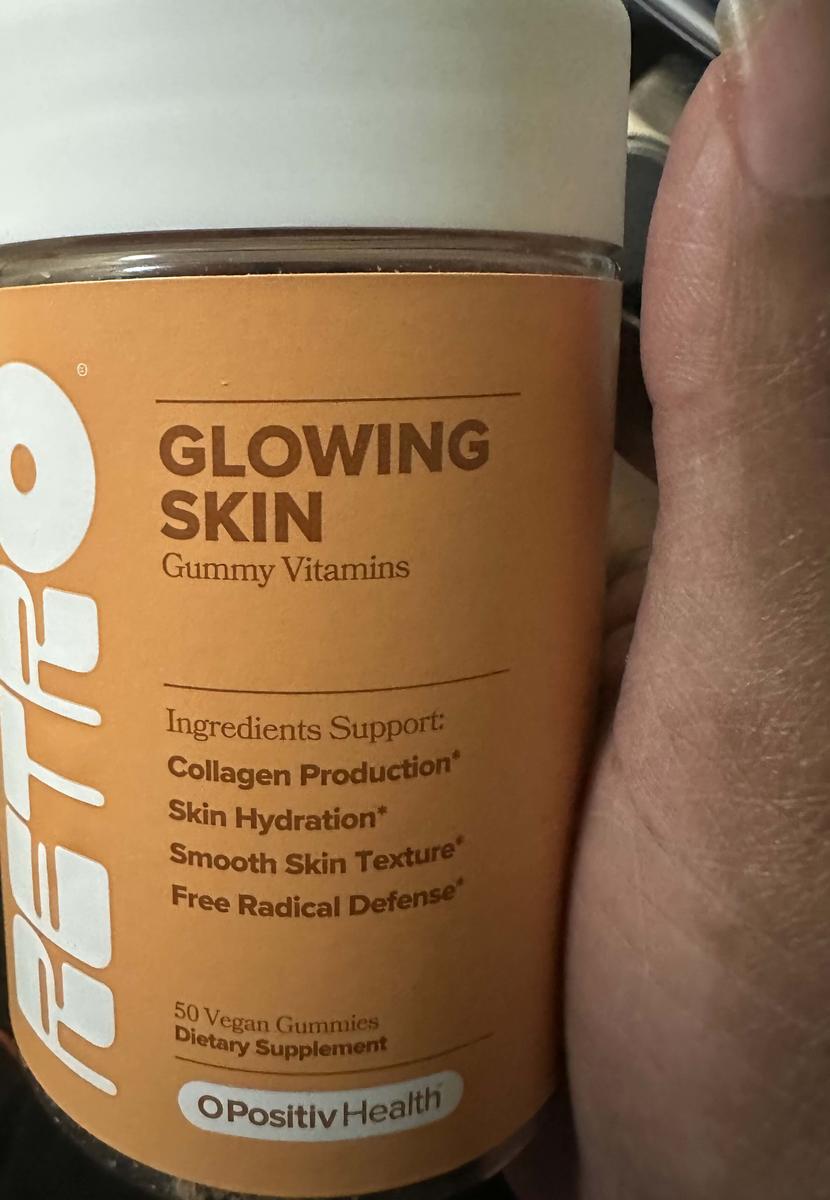 RETRO®
GLOWING
SKIN
Gummy Vitamins
Ingredients Support:
Collagen Production*
Skin Hydration*
Smooth Skin Texture*
Free Radical Defense*
50 Vegan Gummies
Dietary Supplement
OPositivHealth